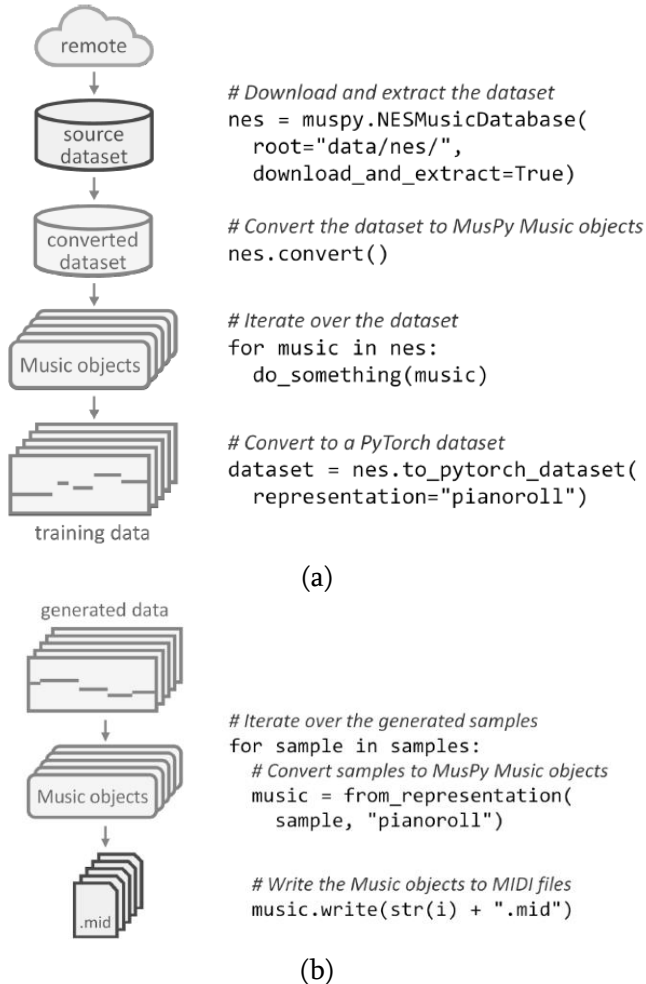 remote
source
dataset
# Download and extract the dataset
nes = muspy.NESMusicDatabase(
root="data/nes/",
download_and_extract=True)
converted
dataset
# Convert the dataset to MusPy Music objects
nes.convert()
Music objects
# Iterate over the dataset
for music in nes:
do_something(music)
training data
# Convert to a PyTorch dataset
dataset = nes.to_pytorch_dataset(
representation="pianoroll")
(a)
generated data
Music objects
# Iterate over the generated samples
for sample in samples:
# Convert samples to MusPy Music objects
music = from_representation(
sample, "pianoroll")
.mid
# Write the Music objects to MIDI files
music.write(str(i) + ".mid")
(b)